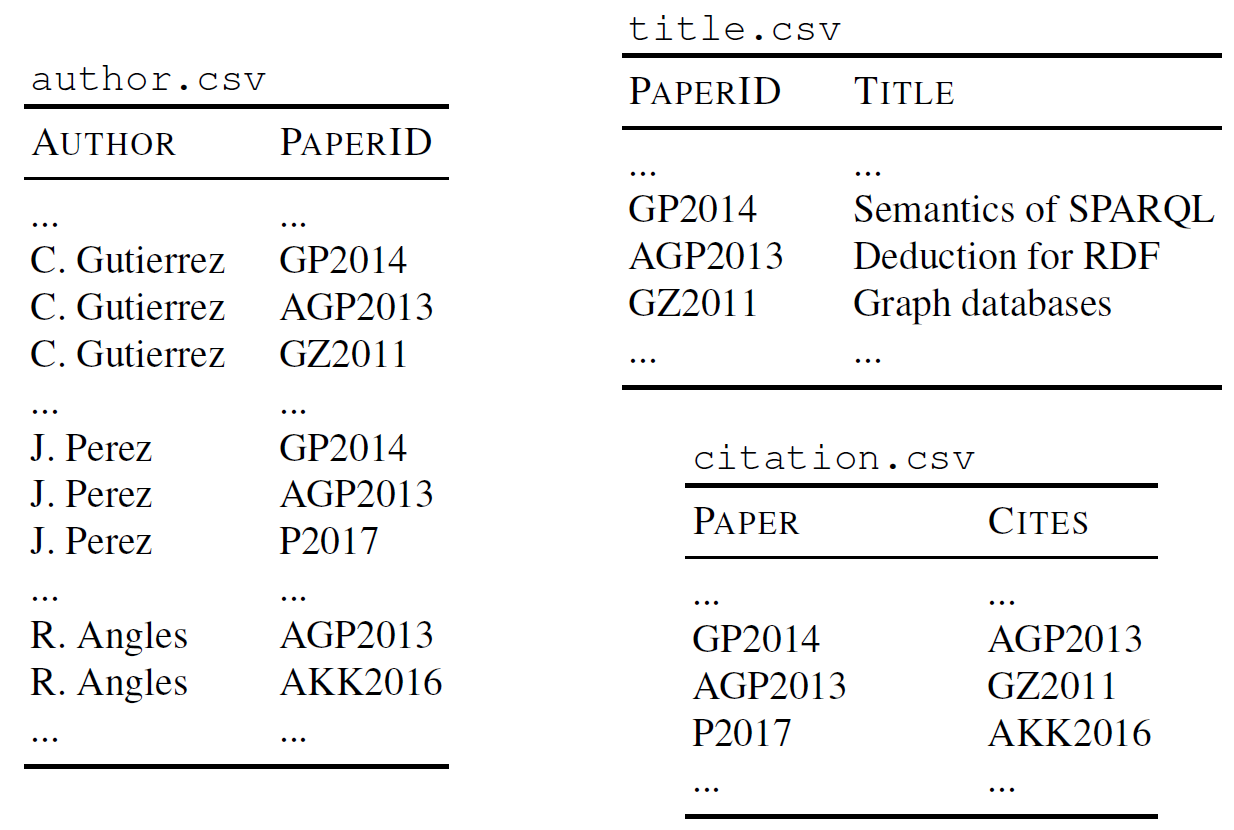 author.csv
AUTHOR PAPERID
... ...
C. Gutierrez GP2014
C. Gutierrez AGP2013
C. Gutierrez GZ2011
... ...
J. Perez GP2014
J. Perez AGP2013
J. Perez P2017
... ...
R. Angles AGP2013
R. Angles AKK2016
... ...
title.csv
PAPERID TITLE
... ...
GP2014 Semantics of SPARQL
AGP2013 Deduction for RDF
GZ2011 Graph databases
... ...
citation.csv
PAPER CITES
... ...
GP2014 AGP2013
AGP2013 GZ2011
P2017 AKK2016
... ...